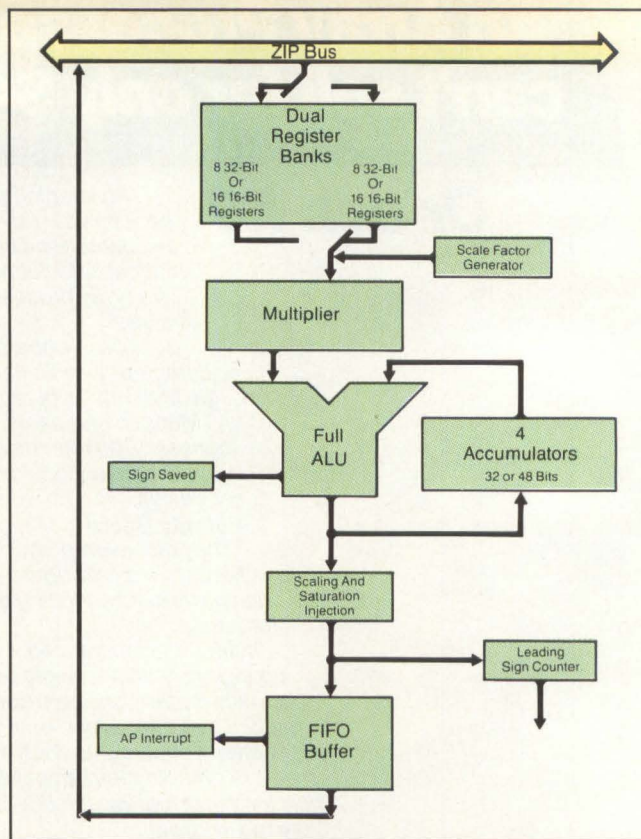 ZIP Bus
Dual
Register
Banks
8 32-Bit
Or
16 16-Bit
Registers
8 32-Bit
Or
16 16-Bit
Registers
Scale Factor
Generator
Multiplier
Full
ALU
4
Accumulators
32 or 48 Bits
Sign Saved
Scaling And
Saturation
Injection
Leading
Sign Counter
AP Interrupt
FIFO
Buffer